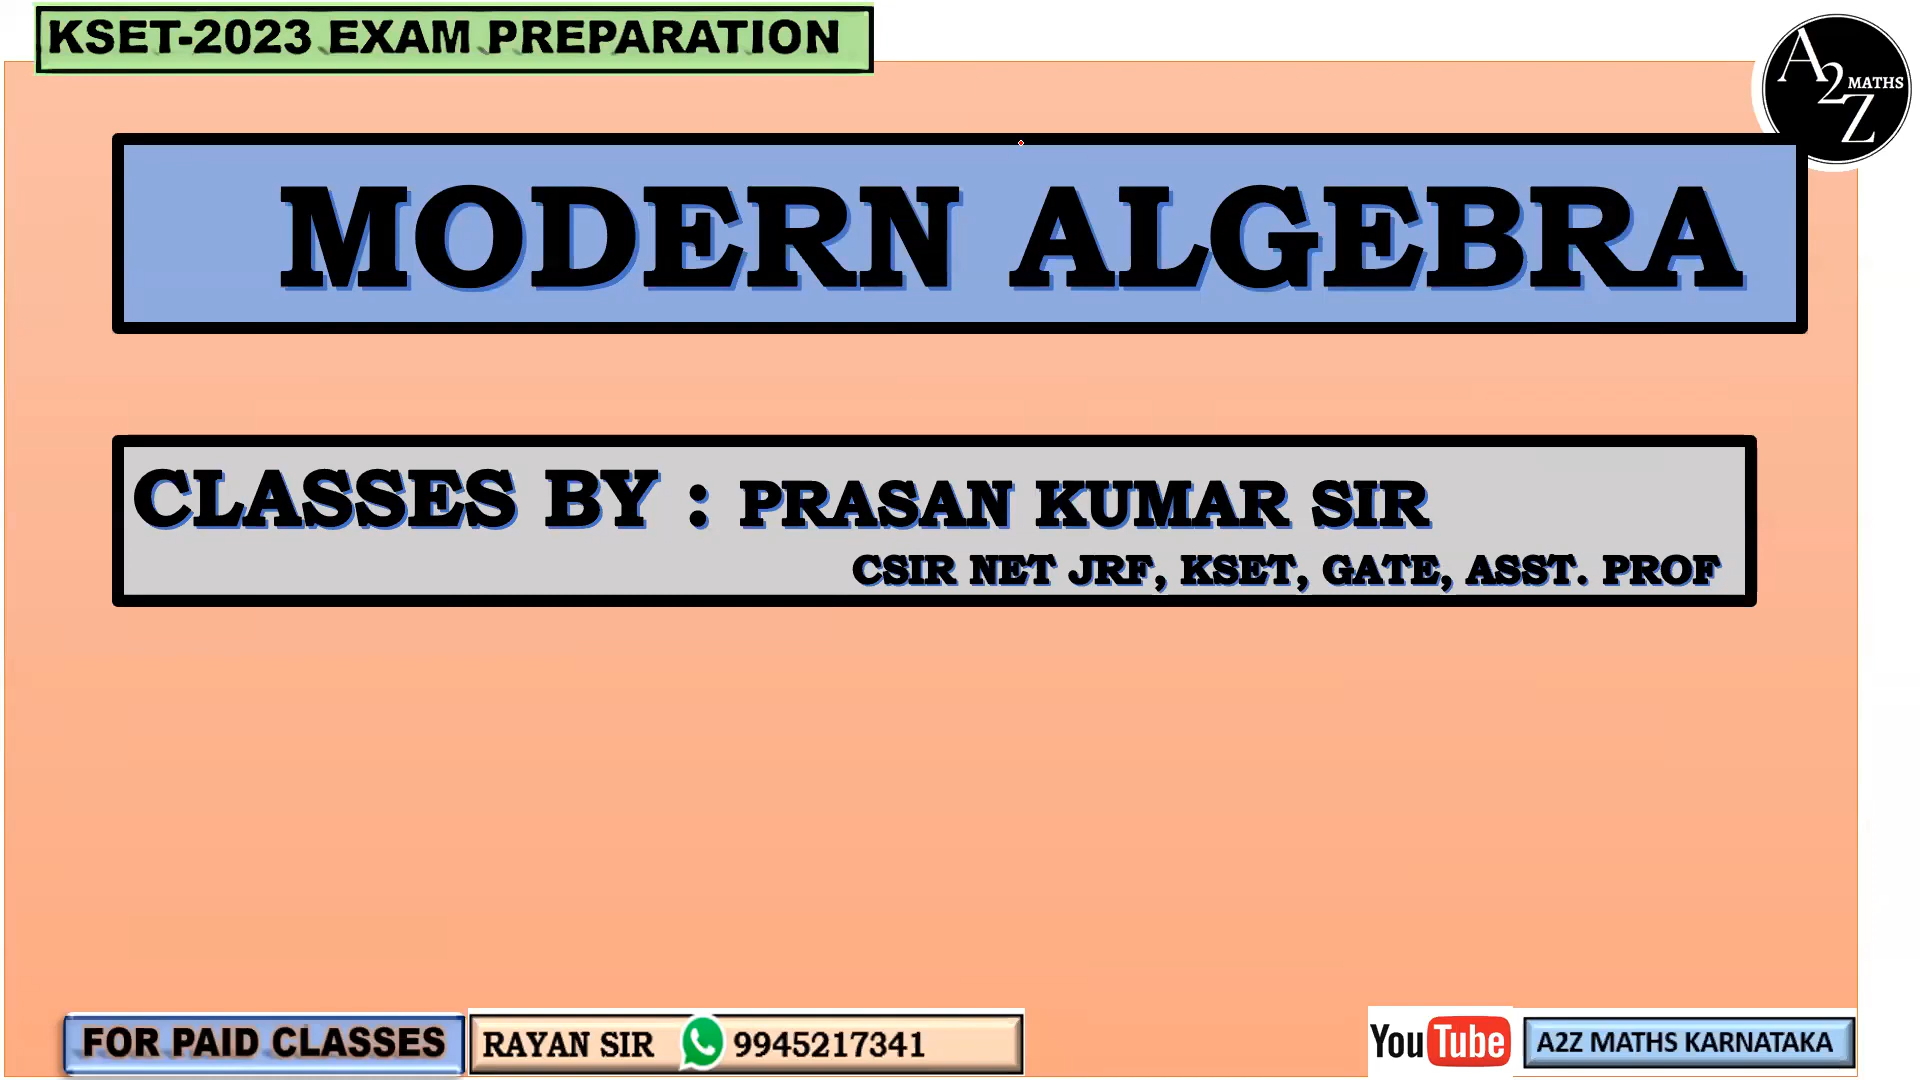 KSET-2023 EXAM PREPARATION
A2Z MATHS
MODERN ALGEBRA
CLASSES BY : PRASAN KUMAR SIR
CSIR NET JRF, KSET, GATE, ASST. PROF
FOR PAID CLASSES
RAYAN SIR 9945217341
YouTube
A2Z MATHS KARNATAKA